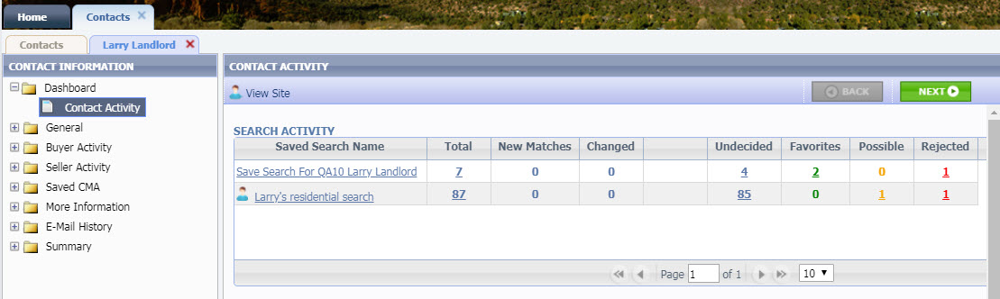 Home Contacts
Contacts Larry Landlord
CONTACT INFORMATION
Dashboard
Contact Activity
General
Buyer Activity
Seller Activity
Saved CMA
More Information
E-Mail History
Summary
CONTACT ACTIVITY
View Site BACK NEXT
SEARCH ACTIVITY
Saved Search Name Total New Matches Changed Undecided Favorites Possible Rejected
Save Search For QA10 Larry Landlord 7 0 0 4 2 0 1
Larry's residential search 87 0 0 85 0 1 1
Page 1 of 1 10